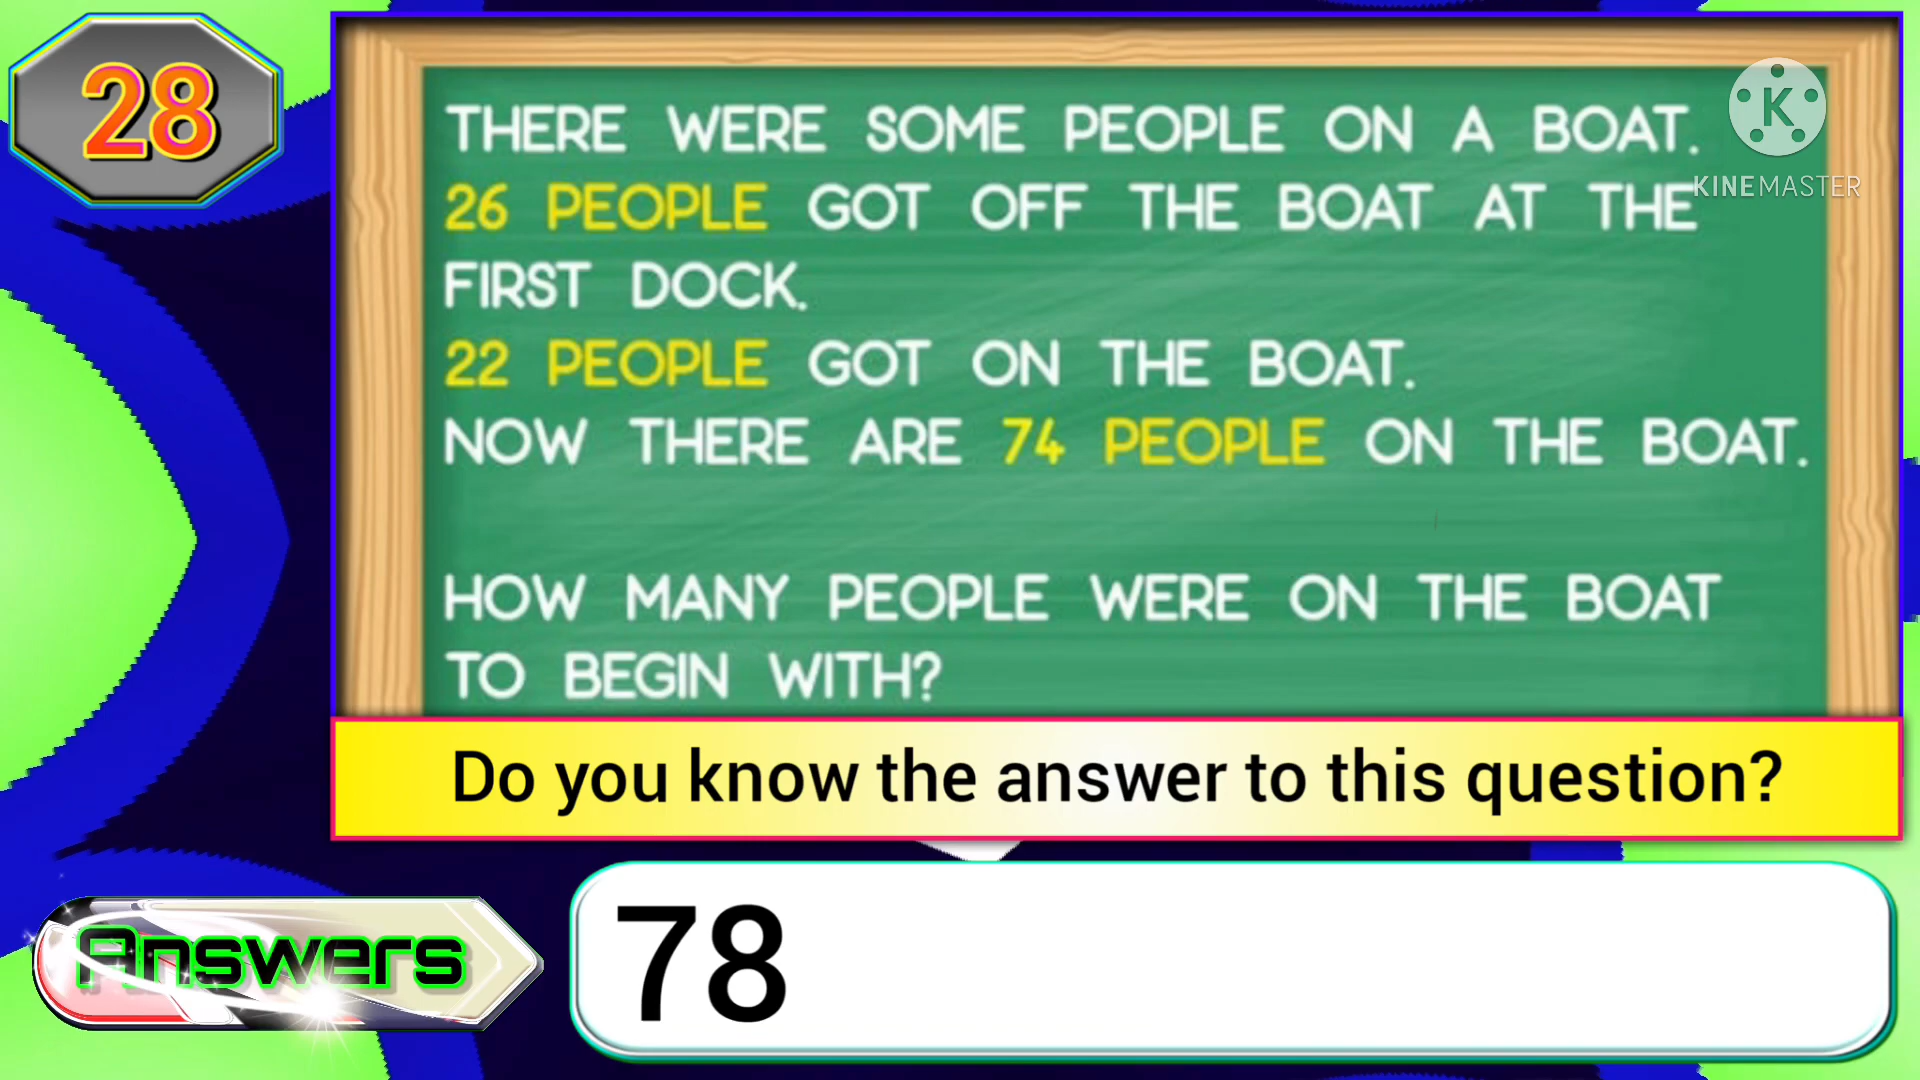 28
THERE WERE SOME PEOPLE ON A BOAT.
26 PEOPLE GOT OFF THE BOAT AT THE
FIRST DOCK.
22 PEOPLE GOT ON THE BOAT.
NOW THERE ARE 74 PEOPLE ON THE BOAT.
HOW MANY PEOPLE WERE ON THE BOAT
TO BEGIN WITH?
K
KINEMASTER
Do you know the answer to this question?
Answers
78